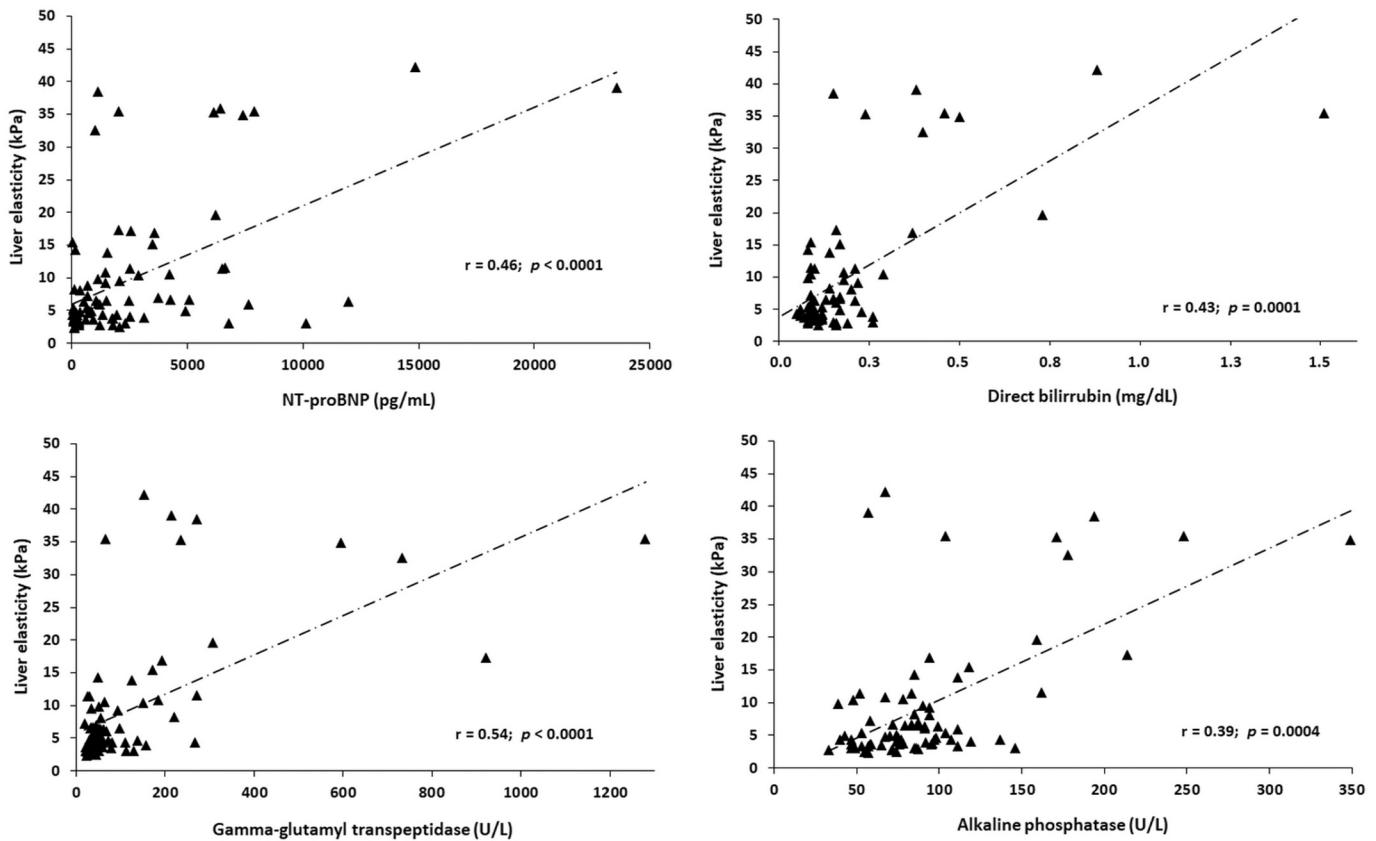 50
45
40
35
30
25
20
15
10
5
0
Liver elasticity (kPa)
r = 0.46; p < 0.0001
0 5000 10000 15000 20000 25000
NT-proBNP (pg/mL)
50
45
40
35
30
25
20
15
10
5
0
Liver elasticity (kPa)
r = 0.43; p = 0.0001
0.0 0.3 0.5 0.8 1.0 1.3 1.5
Direct bilirrubin (mg/dL)
50
45
40
35
30
25
20
15
10
5
0
Liver elasticity (kPa)
r = 0.54; p < 0.0001
0 200 400 600 800 1000 1200
Gamma-glutamyl transpeptidase (U/L)
50
45
40
35
30
25
20
15
10
5
0
Liver elasticity (kPa)
r = 0.39; p = 0.0004
0 50 100 150 200 250 300 350
Alkaline phosphatase (U/L)